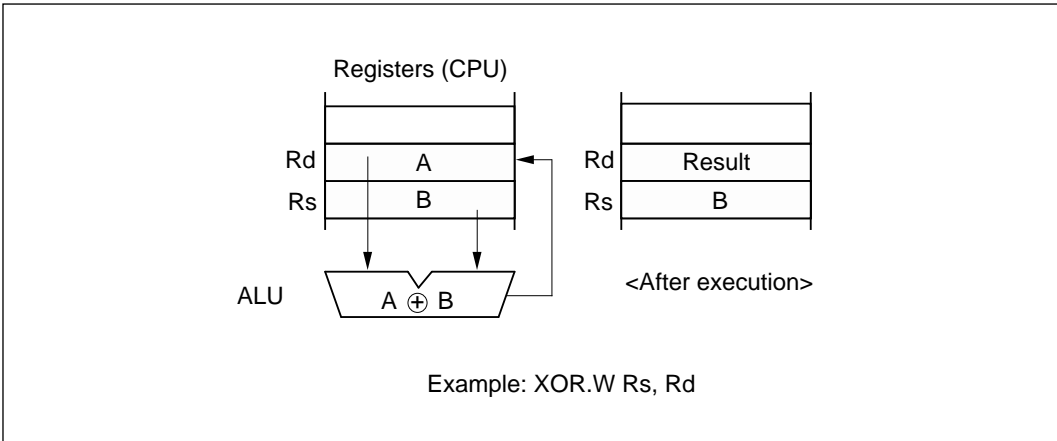 Registers (CPU)
Rd A
Rs B
ALU A ⊕ B
Rd Result
Rs B
<After execution>
Example: XOR.W Rs, Rd